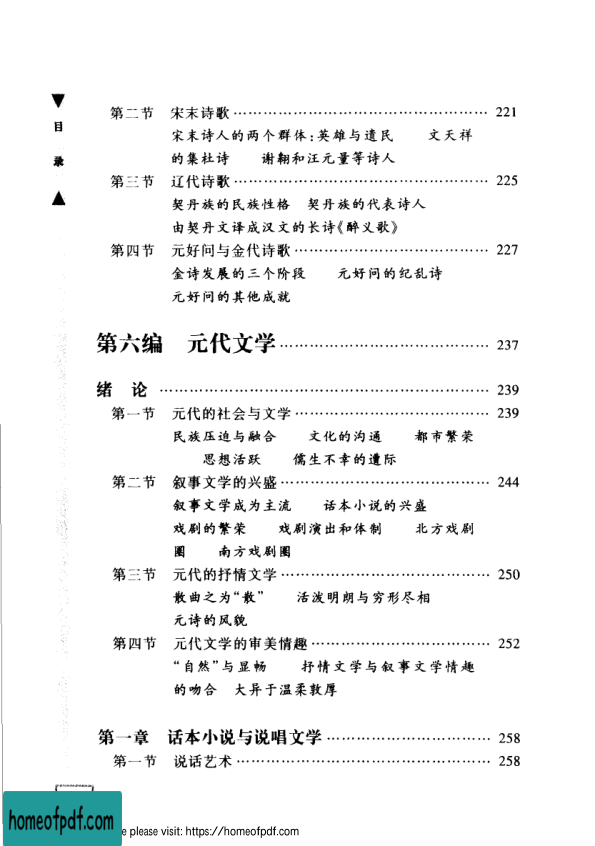 目
录
第二节 宋末诗歌 …………………………………………… 221
宋末诗人的两个群体:英雄与遗民 文天祥
的集杜诗 谢翱和汪元量等诗人
第三节 辽代诗歌 …………………………………………… 225
契丹族的民族性格 契丹族的代表诗人
由契丹文译成汉文的长诗《醉义歌》
第四节 元好问与金代诗歌 ………………………………… 227
金诗发展的三个阶段 元好问的纪乱诗
元好问的其他成就
第六编 元代文学 …………………………………… 237
绪 论 ………………………………………………………… 239
第一节 元代的社会与文学 ………………………………… 239
民族压迫与融合 文化的沟通 都市繁荣
思想活跃 儒生不幸的遭际
第二节 叙事文学的兴盛 …………………………………… 244
叙事文学成为主流 话本小说的兴盛
戏剧的繁荣 戏剧演出和体制 北方戏剧
圈 南方戏剧圈
第三节 元代的抒情文学 …………………………………… 250
散曲之为“散” 活泼明朗与穷形尽相
元诗的风貌
第四节 元代文学的审美情趣 ……………………………… 252
“自然”与显畅 抒情文学与叙事文学情趣
的吻合 大异于温柔敦厚
第一章 话本小说与说唱文学 …………………………… 258
第一节 说话艺术 …………………………………………… 258
homeofpdf.com
please visit: https://homeofpdf.com